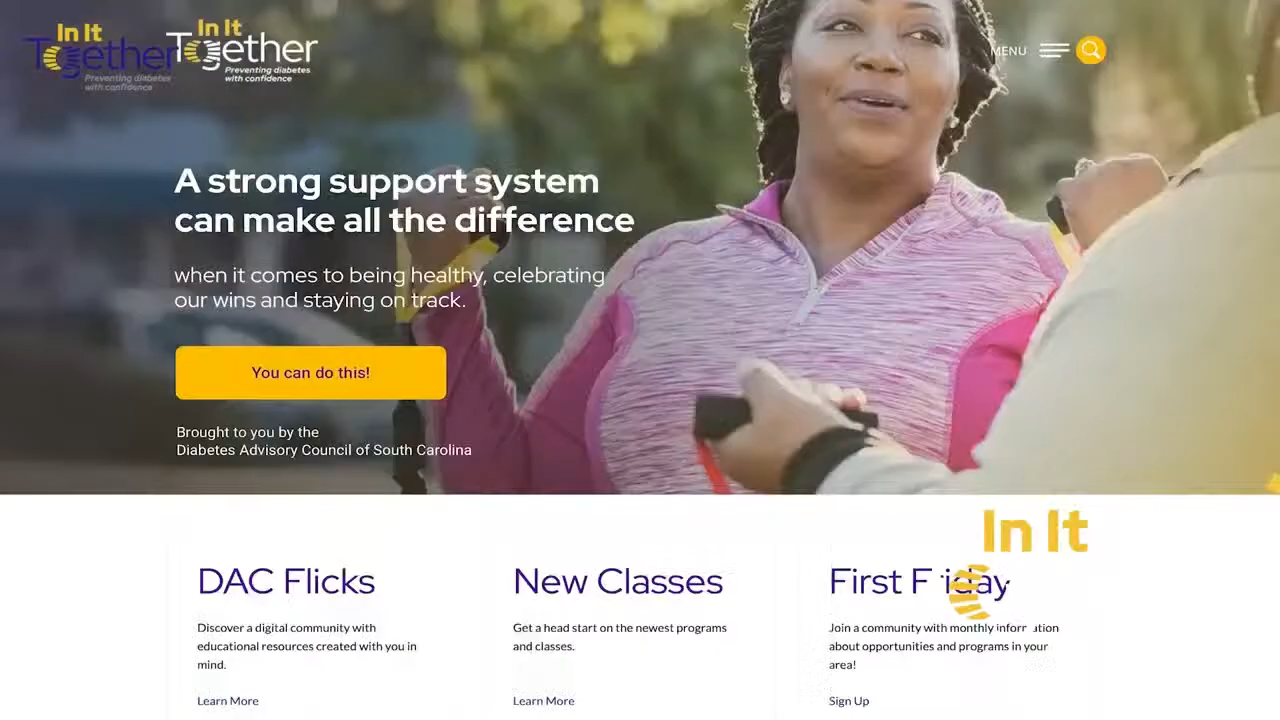 In It
Together
Preventing diabetes
with confidence
In It
Together
Preventing diabetes
with confidence
MENU
A strong support system
can make all the difference
when it comes to being healthy, celebrating
our wins and staying on track.
You can do this!
Brought to you by the
Diabetes Advisory Council of South Carolina
In It
DAC Flicks
Discover a digital community with
educational resources created with you in
mind.
Learn More
New Classes
Get a head start on the newest programs
and classes.
Learn More
First Friday
Join a community with monthly information
about opportunities and programs in your
area!
Sign Up